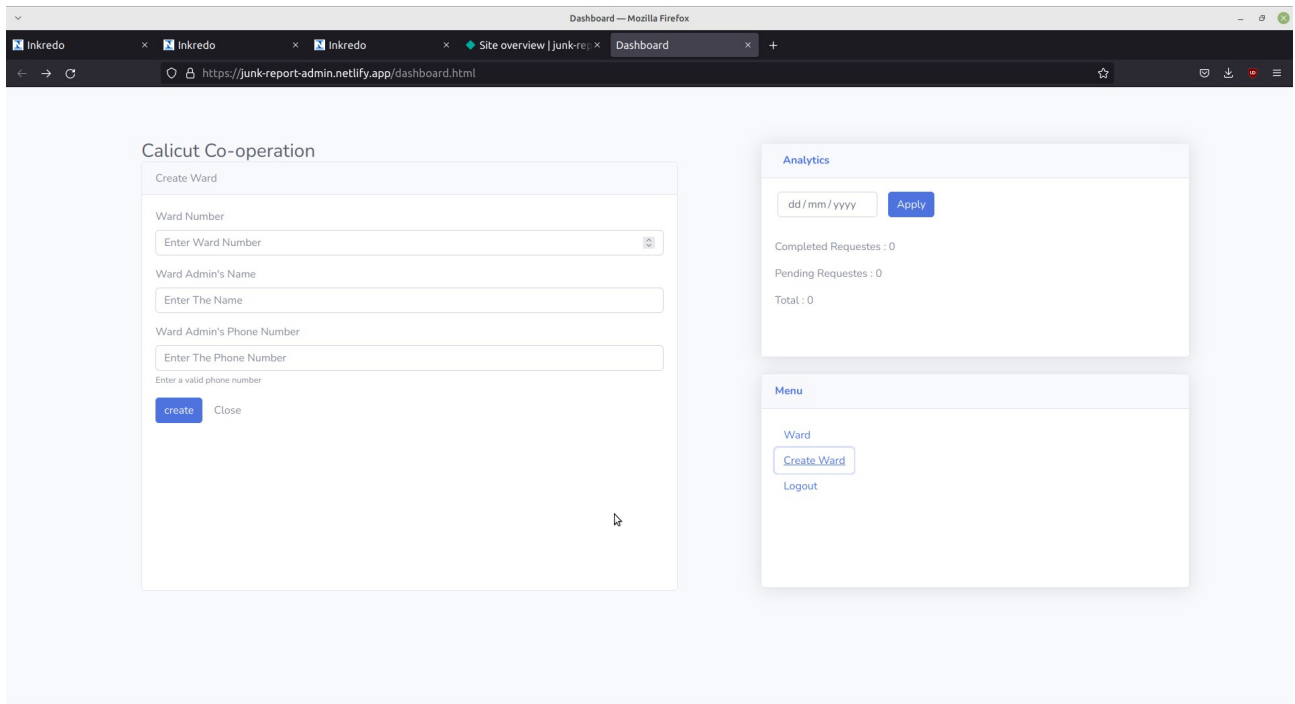 Dashboard — Mozilla Firefox
Inkredo
Inkredo
Inkredo
Site overview | junk-rep
Dashboard
https://junk-report-admin.netlify.app/dashboard.html
Calicut Co-operation
Create Ward
Ward Number
Enter Ward Number
Ward Admin's Name
Enter The Name
Ward Admin's Phone Number
Enter The Phone Number
Enter a valid phone number
create Close
Analytics
dd/mm/yyyy Apply
Completed Requestes : 0
Pending Requestes : 0
Total : 0
Menu
Ward
Create Ward
Logout